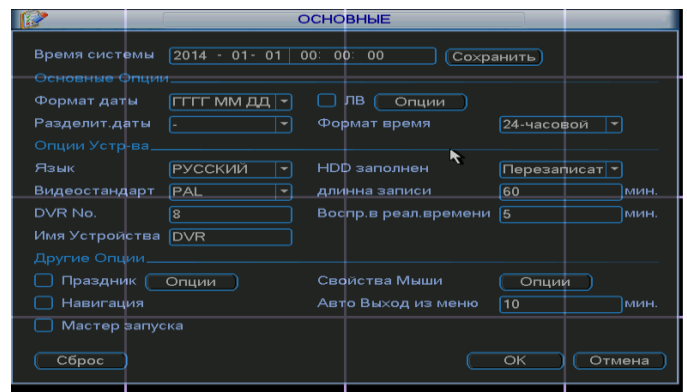 ОСНОВНЫЕ
Время системы 2014 - 01- 01 00: 00: 00 Сохранить
Основные Опции
Формат даты ГГГГ ММ ДД ЛВ Опции
Разделит.даты - Формат время 24-часовой
Опции Устр-ва
Язык РУССКИЙ HDD заполнен Перезаписат
Видеостандарт PAL длинна записи 60 мин.
DVR No. 8 Воспр.в реал.времени 5 мин.
Имя Устройства DVR
Другие Опции
Праздник Опции Свойства Мыши Опции
Навигация Авто Выход из меню 10 мин.
Мастер запуска
Сброс OK Отмена